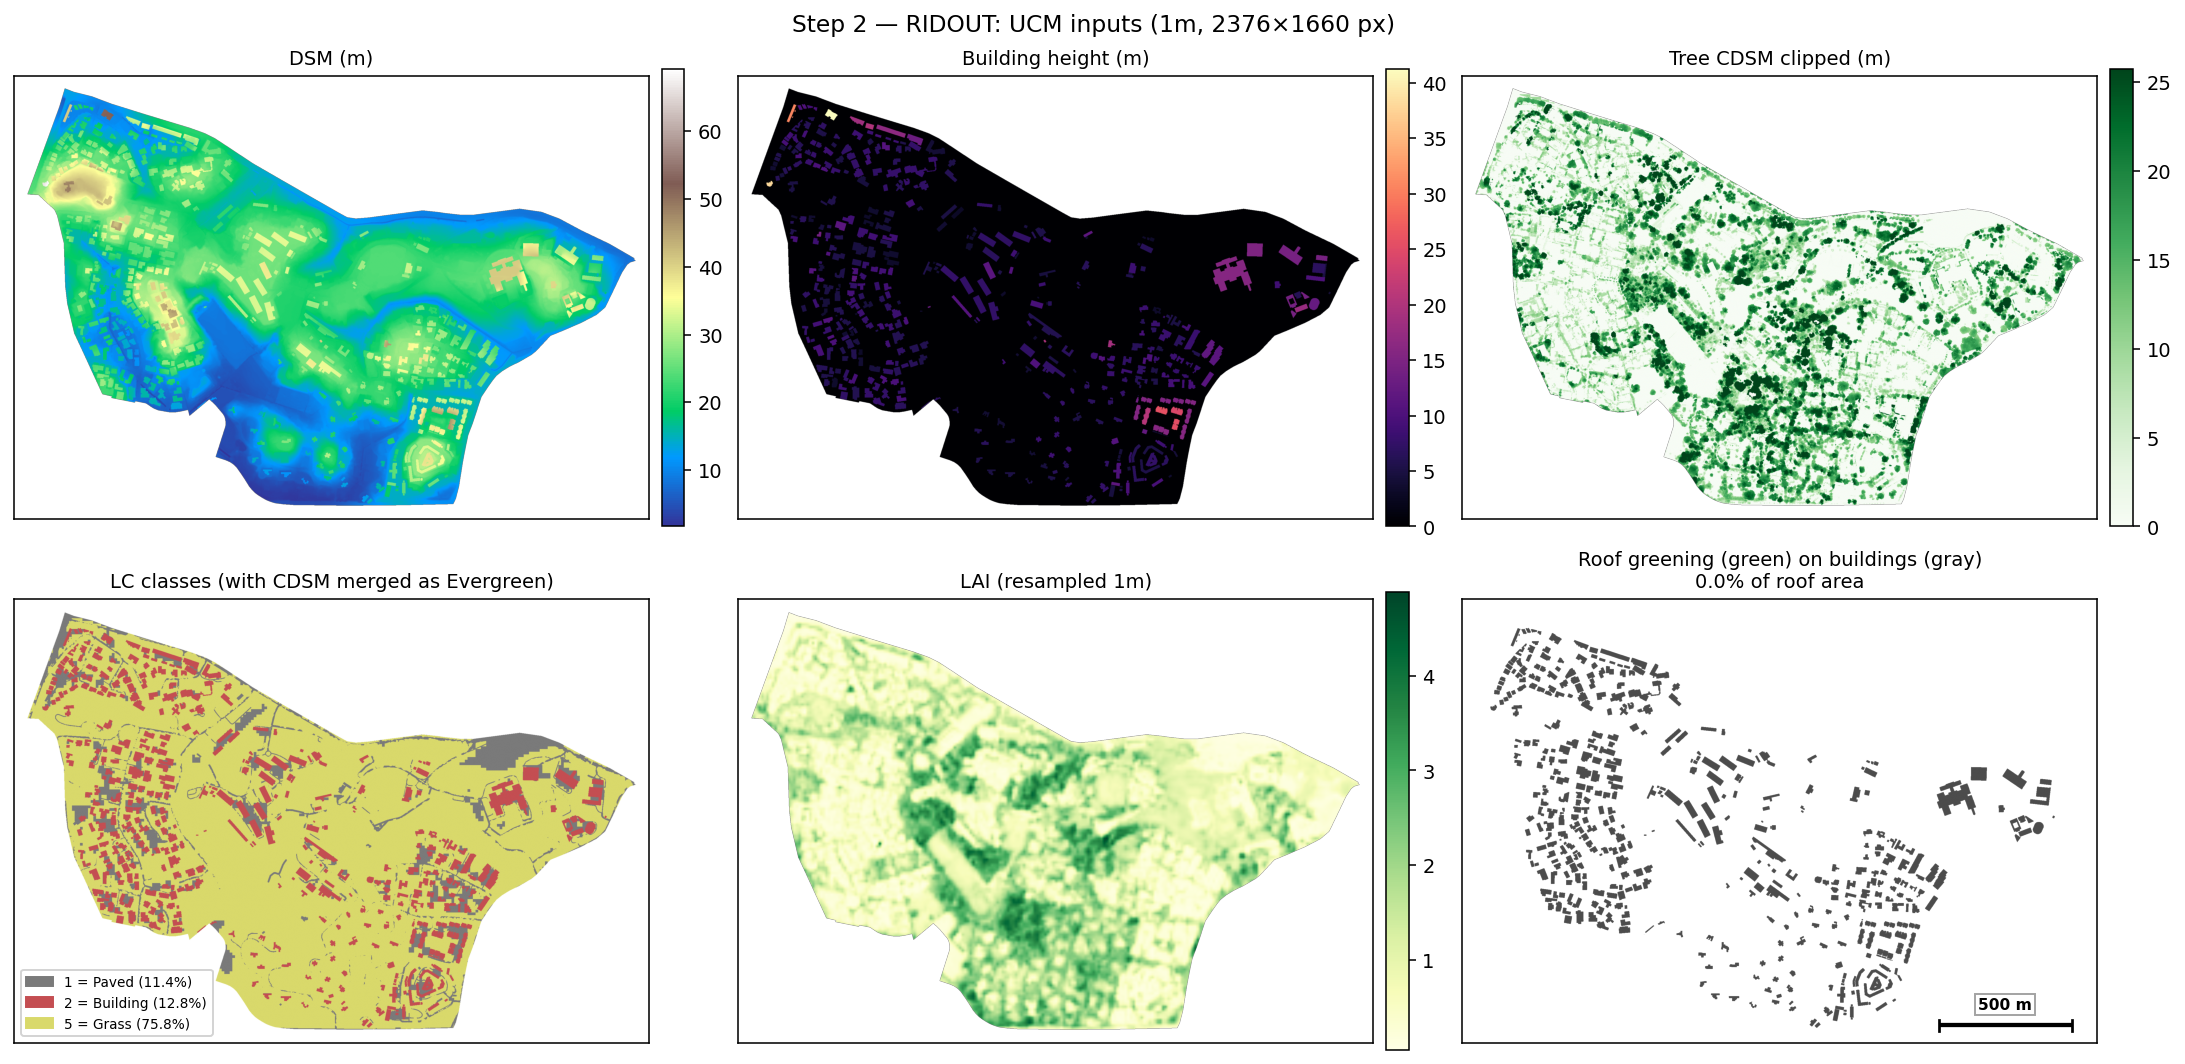 Step 2 — RIDOUT: UCM inputs (1m, 2376×1660 px)
DSM (m)
60
50
40
30
20
10
Building height (m)
40
35
30
25
20
15
10
5
0
Tree CDSM clipped (m)
25
20
15
10
5
0
LC classes (with CDSM merged as Evergreen)
1 = Paved (11.4%)
2 = Building (12.8%)
5 = Grass (75.8%)
LAI (resampled 1m)
4
3
2
1
Roof greening (green) on buildings (gray)
0.0% of roof area
500 m